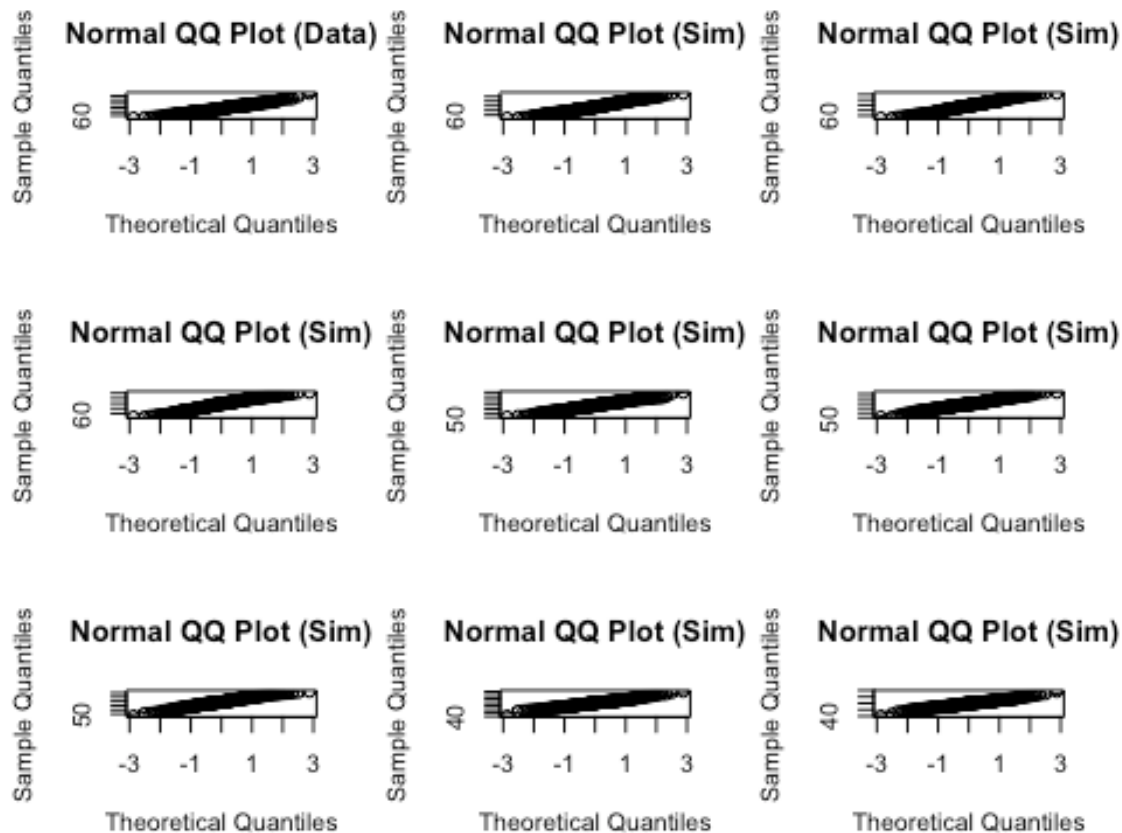 Normal QQ Plot (Data)
Sample Quantiles
60
-3 -1 1 3
Theoretical Quantiles
Normal QQ Plot (Sim)
Sample Quantiles
60
-3 -1 1 3
Theoretical Quantiles
Normal QQ Plot (Sim)
Sample Quantiles
60
-3 -1 1 3
Theoretical Quantiles
Normal QQ Plot (Sim)
Sample Quantiles
60
-3 -1 1 3
Theoretical Quantiles
Normal QQ Plot (Sim)
Sample Quantiles
50
-3 -1 1 3
Theoretical Quantiles
Normal QQ Plot (Sim)
Sample Quantiles
50
-3 -1 1 3
Theoretical Quantiles
Normal QQ Plot (Sim)
Sample Quantiles
50
-3 -1 1 3
Theoretical Quantiles
Normal QQ Plot (Sim)
Sample Quantiles
40
-3 -1 1 3
Theoretical Quantiles
Normal QQ Plot (Sim)
Sample Quantiles
40
-3 -1 1 3
Theoretical Quantiles